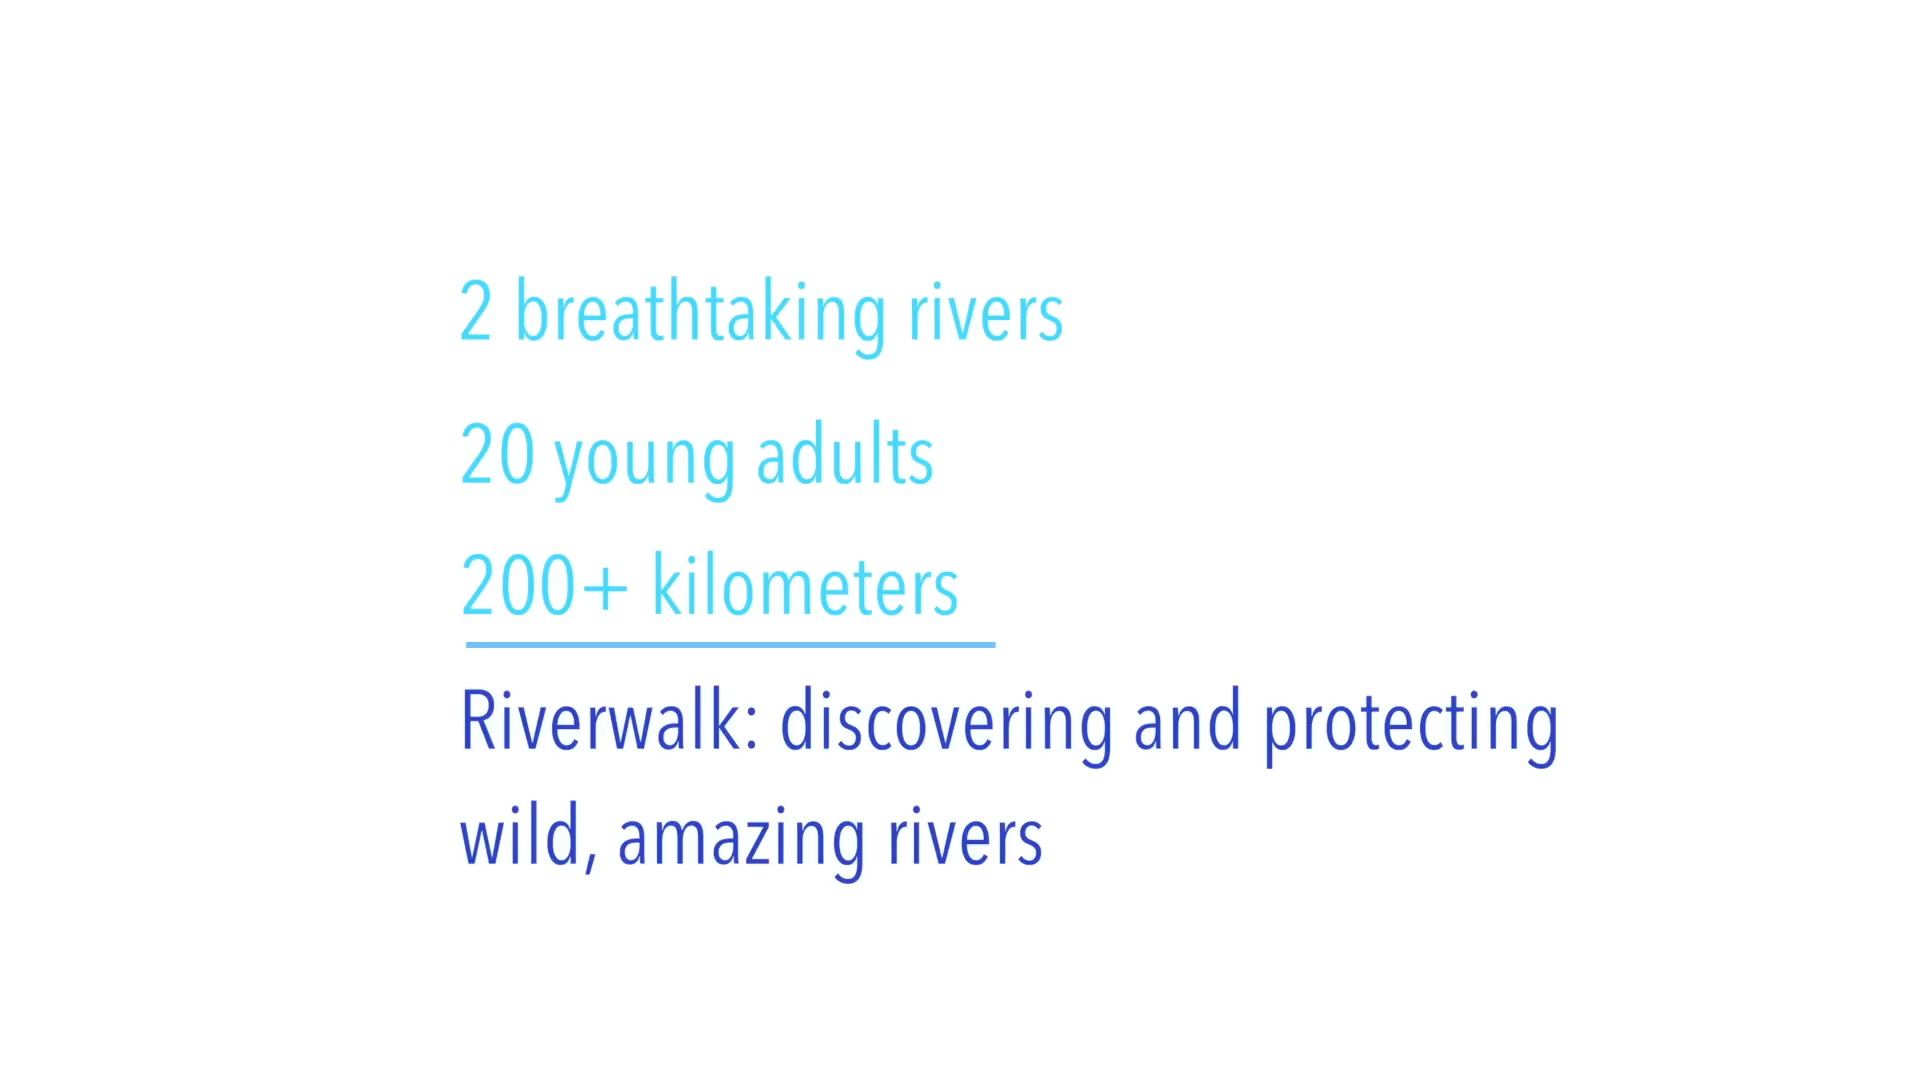 2 breathtaking rivers
20 young adults
200+ kilometers
Riverwalk: discovering and protecting
wild, amazing rivers